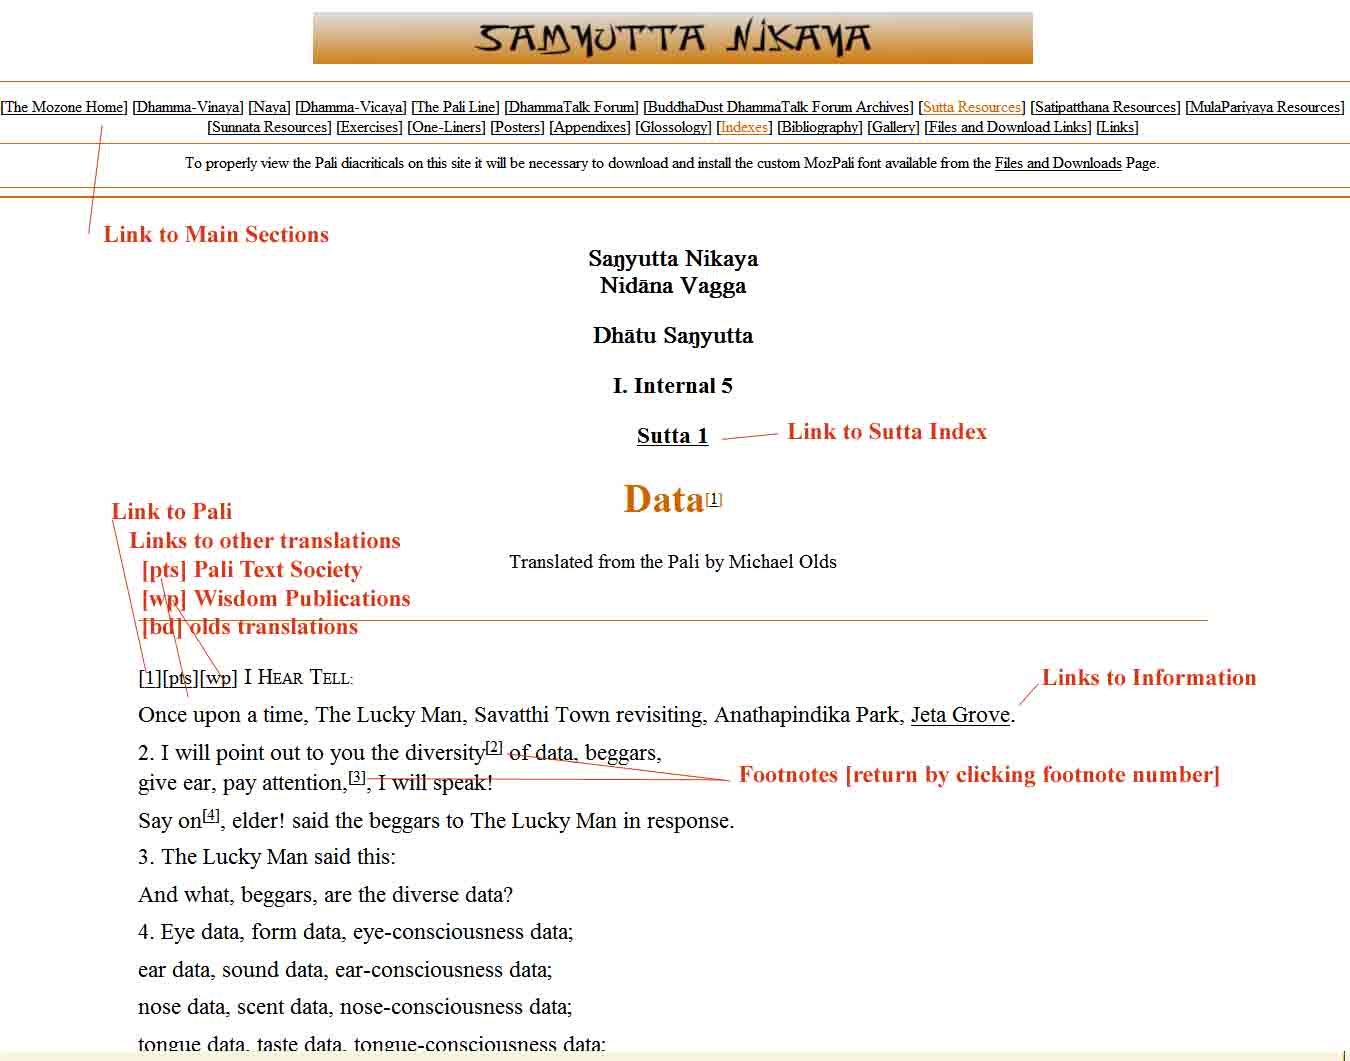 SAMYUTTA NIKAYA
[The Mozone Home] [Dhamma-Vinaya] [Naya] [Dhamma-Vicaya] [The Pali Line] [DhammaTalk Forum] [BuddhaDust DhammaTalk Forum Archives] [Sutta Resources] [Satipatthana Resources] [MulaPariyaya Resources]
[Sunnata Resources] [Exercises] [One-Liners] [Posters] [Appendixes] [Glossology] [Indexes] [Bibliography] [Gallery] [Files and Download Links] [Links]
To properly view the Pali diacriticals on this site it will be necessary to download and install the custom MozPali font available from the Files and Downloads Page.
Link to Main Sections
Saŋyutta Nikaya
Nidāna Vagga
Dhātu Saŋyutta
I. Internal 5
Sutta 1
Link to Sutta Index
Data[1]
Link to Pali
Links to other translations
[pts] Pali Text Society
[wp] Wisdom Publications
[bd] olds translations
Translated from the Pali by Michael Olds
[1][pts][wp] I HEAR TELL:
Links to Information
Once upon a time, The Lucky Man, Savatthi Town revisiting, Anathapindika Park, Jeta Grove.
2. I will point out to you the diversity[2] of data, beggars,
give ear, pay attention,[3], I will speak!
Footnotes [return by clicking footnote number]
Say on[4], elder! said the beggars to The Lucky Man in response.
3. The Lucky Man said this:
And what, beggars, are the diverse data?
4. Eye data, form data, eye-consciousness data;
ear data, sound data, ear-consciousness data;
nose data, scent data, nose-consciousness data;
tongue data, taste data, tongue-consciousness data;